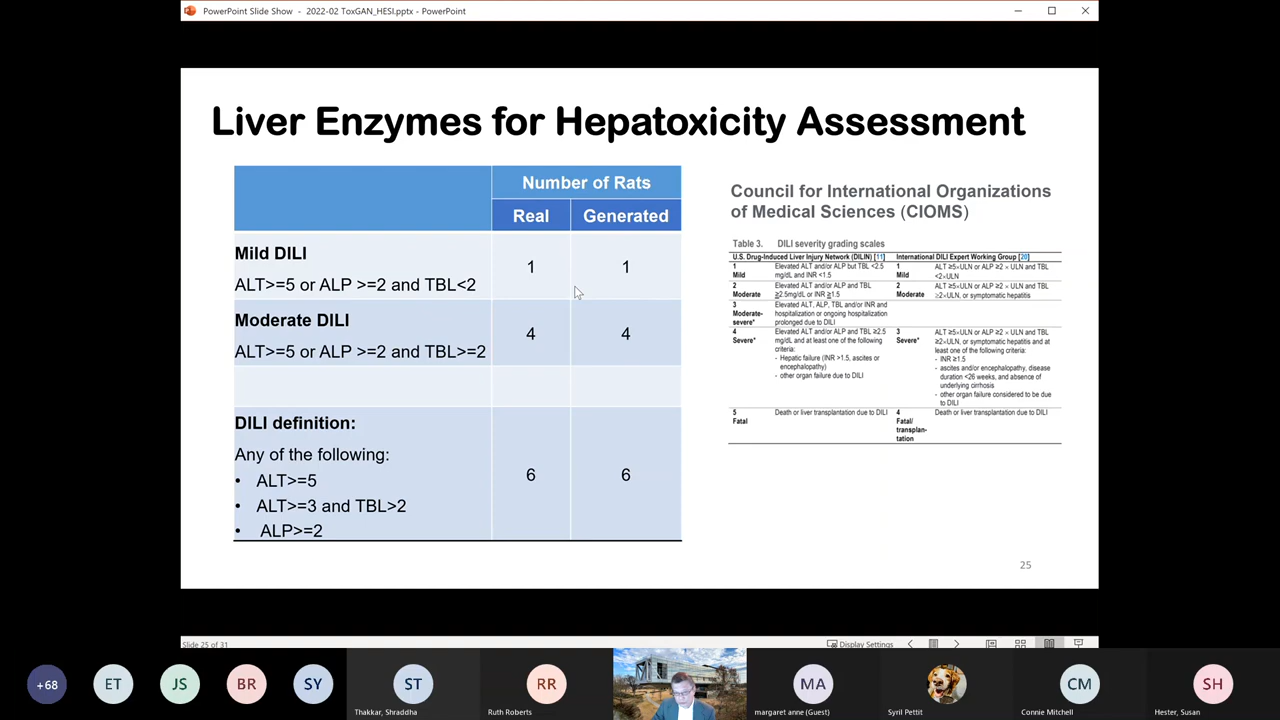 PowerPoint Slide Show - 2022-02 ToxGAN_HESI.pptx - PowerPoint
Liver Enzymes for Hepatoxicity Assessment
Number of Rats
Real
Generated
Mild DILI
ALT>=5 or ALP >=2 and TBL<2
1
1
Moderate DILI
ALT>=5 or ALP >=2 and TBL>=2
4
4
DILI definition:
Any of the following:
• ALT>=5
• ALT>=3 and TBL>2
• ALP>=2
6
6
Council for International Organizations
of Medical Sciences (CIOMS)
Table 3. DILI severity grading scales
U.S. Drug-Induced Liver Injury Network (DILIN) [11]
International DILI Expert Working Group [20]
1
Mild
Elevated ALT and/or ALP but TBL <2.5
mg/dL and INR <1.5
1
Mild
ALT ≥5×ULN or ALP ≥2 × ULN and TBL
<2×ULN
2
Moderate
Elevated ALT and/or ALP and TBL
≧2.5mg/dL or INR ≧1.5
2
Moderate
ALT ≥5×ULN or ALP ≥2 × ULN and TBL
≥2×ULN, or symptomatic hepatitis
3
Moderate-
severe*
Elevated ALT, ALP, TBL and/or INR and
hospitalization or ongoing hospitalization
prolonged due to DILI
4
Severe*
Elevated ALT and/or ALP and TBL ≥2.5
mg/dL and at least one of the following
criteria:
- Hepatic failure (INR >1.5, ascites or
encephalopathy)
- other organ failure due to DILI
3
Severe*
ALT ≥5×ULN or ALP ≥2 × ULN and TBL
≥2×ULN, or symptomatic hepatitis and at
least one of the following criteria:
- INR ≥1.5
- ascites and/or encephalopathy, disease
duration <26 weeks, and absence of
underlying cirrhosis
- other organ failure considered to be due
to DILI
5
Fatal
Death or liver transplantation due to DILI
4
Fatal/
transplan-
tation
Death or liver transplantation due to DILI
25
Slide 25 of 31
Display Settings
+68
ET
JS
BR
SY
ST
Thakkar, Shraddha
RR
Ruth Roberts
MA
margaret anne (Guest)
Syril Pettit
CM
Connie Mitchell
SH
Hester, Susan